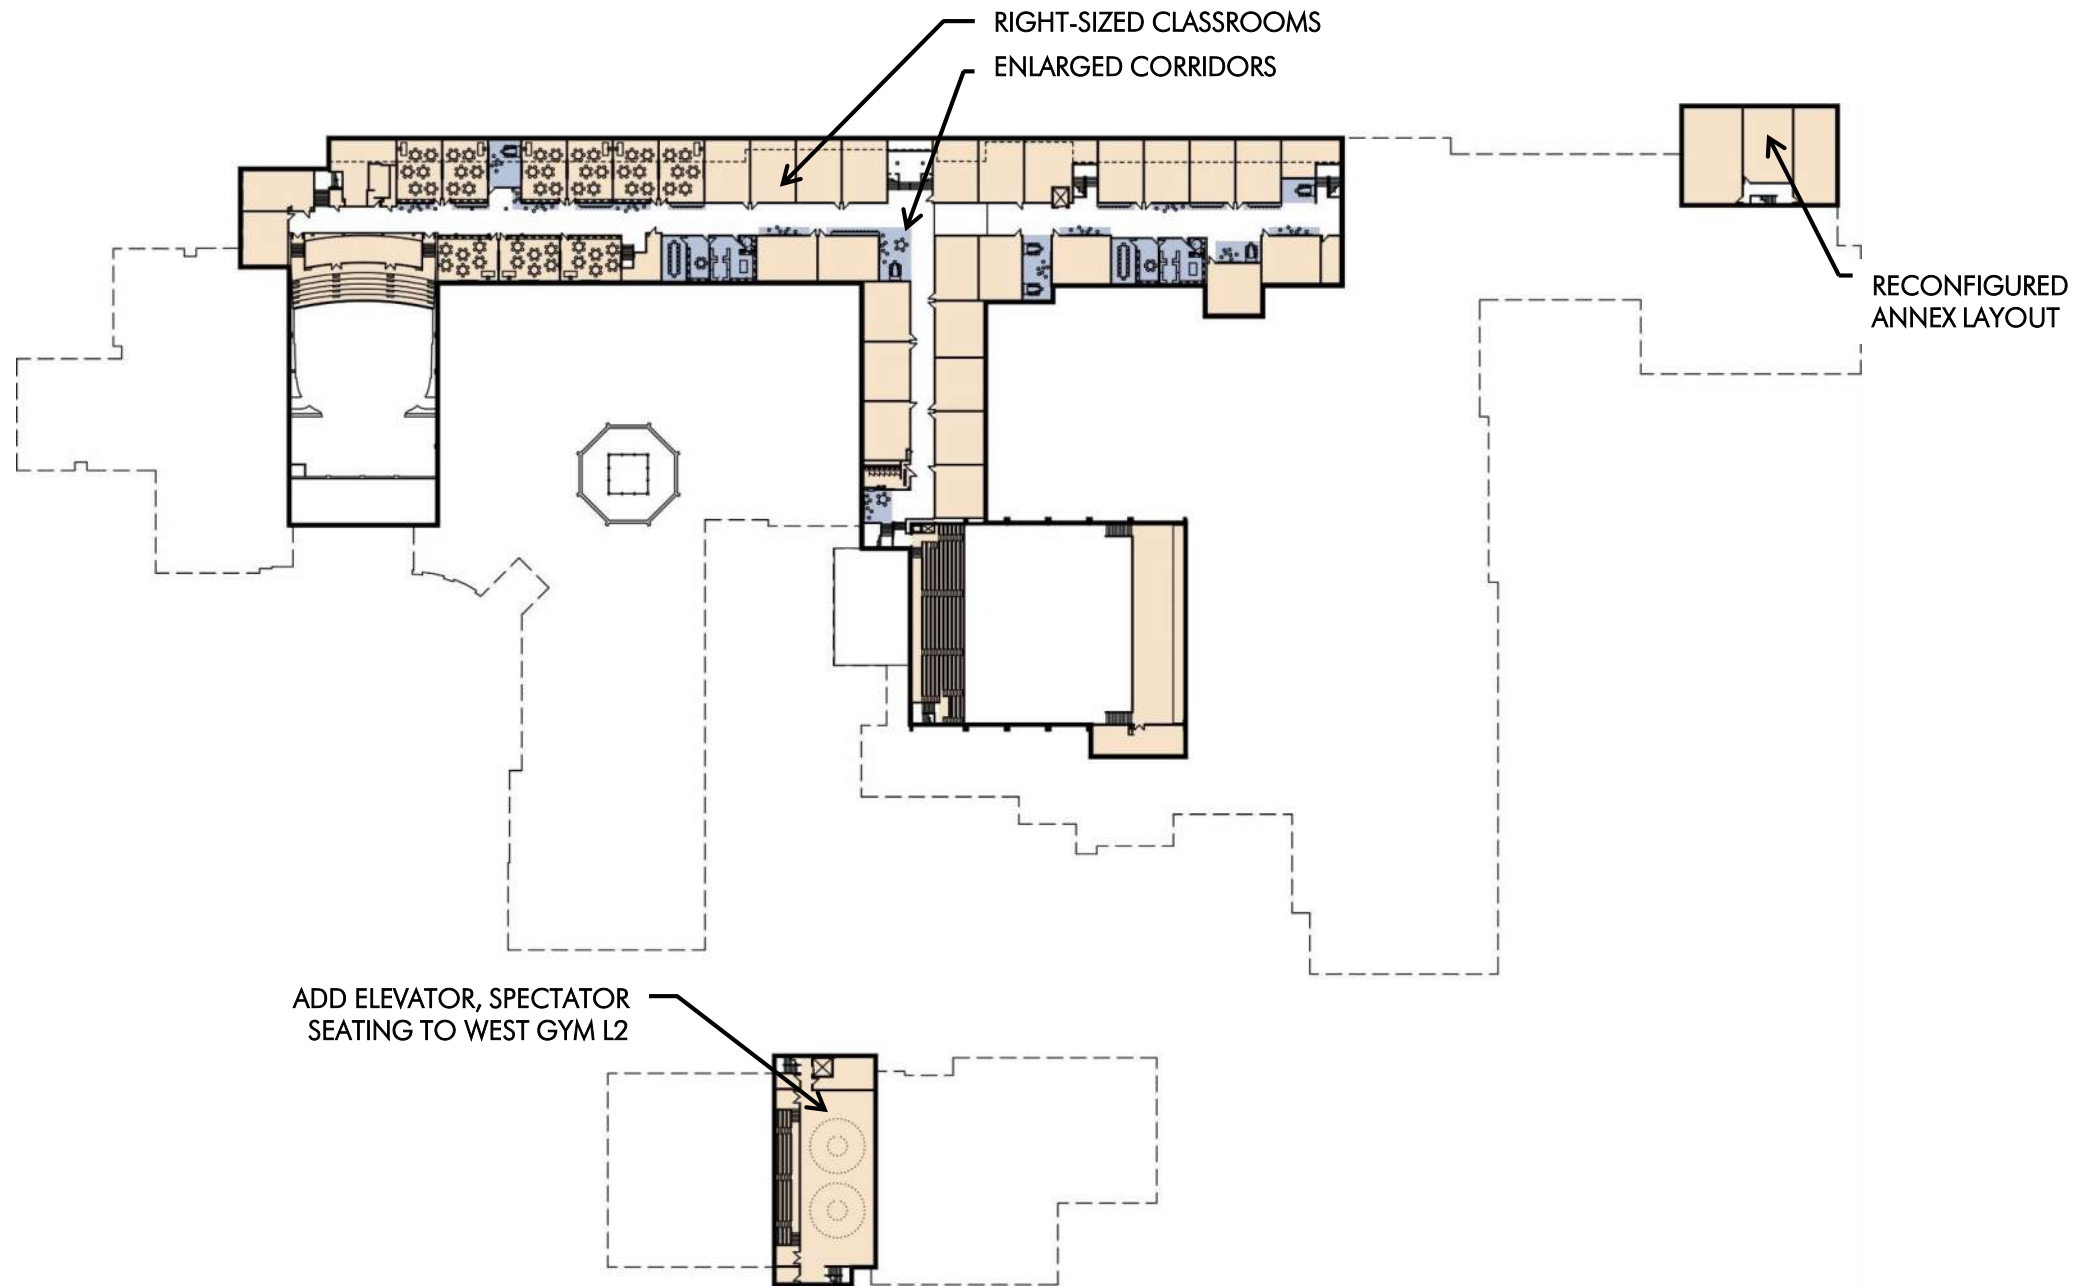 RIGHT-SIZED CLASSROOMS
ENLARGED CORRIDORS
RECONFIGURED
ANNEX LAYOUT
ADD ELEVATOR, SPECTATOR
SEATING TO WEST GYM L2